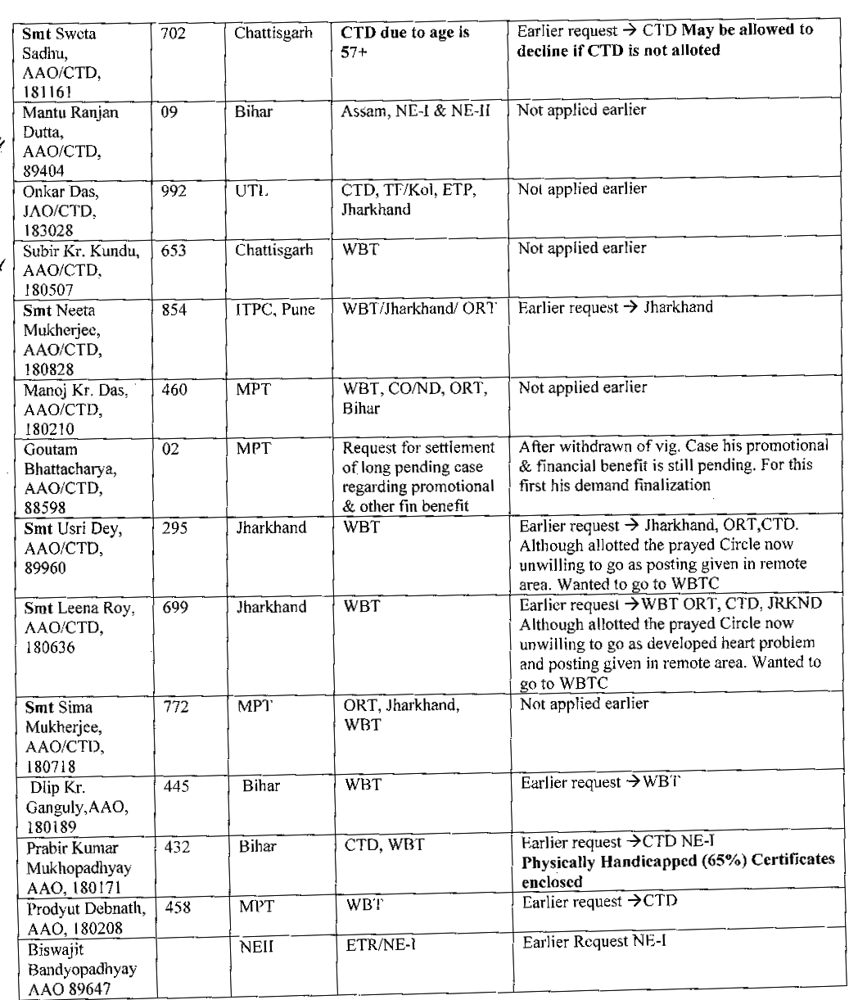 Smt Sweta Sadhu, AAO/CTD, 181161 702 Chattisgarh CTD due to age is 57+ Earlier request → CTD May be allowed to decline if CTD is not alloted
Mantu Ranjan Dutta, AAO/CTD, 89404 09 Bihar Assam, NE-I & NE-II Not applied earlier
Onkar Das, JAO/CTD, 183028 992 UTL CTD, TF/Kol, ETP, Jharkhand Not applied earlier
Subir Kr. Kundu, AAO/CTD, 180507 653 Chattisgarh WBT Not applied earlier
Smt Neeta Mukherjee, AAO/CTD, 180828 854 ITPC, Pune WBT/Jharkhand/ ORT Earlier request → Jharkhand
Manoj Kr. Das, AAO/CTD, 180210 460 MPT WBT, CO/ND, ORT, Bihar Not applied earlier
Goutam Bhattacharya, AAO/CTD, 88598 02 MPT Request for settlement of long pending case regarding promotional & other fin benefit After withdrawn of vig. Case his promotional & financial benefit is still pending. For this first his demand finalization
Smt Usri Dey, AAO/CTD, 89960 295 Jharkhand WBT Earlier request → Jharkhand, ORT,CTD. Although allotted the prayed Circle now unwilling to go as posting given in remote area. Wanted to go to WBTC
Smt Leena Roy, AAO/CTD, 180636 699 Jharkhand WBT Earlier request →WBT ORT, CTD, JRKND Although allotted the prayed Circle now unwilling to go as developed heart problem and posting given in remote area. Wanted to go to WBTC
Smt Sima Mukherjee, AAO/CTD, 180718 772 MPT ORT, Jharkhand, WBT Not applied earlier
Dlip Kr. Ganguly,AAO, 180189 445 Bihar WBT Earlier request →WBT
Prabir Kumar Mukhopadhyay AAO, 180171 432 Bihar CTD, WBT Earlier request →CTD NE-I Physically Handicapped (65%) Certificates enclosed
Prodyut Debnath, AAO, 180208 458 MPT WBT Earlier request →CTD
Biswajit Bandyopadhyay AAO 89647 NEII ETR/NE-I Earlier Request NE-I